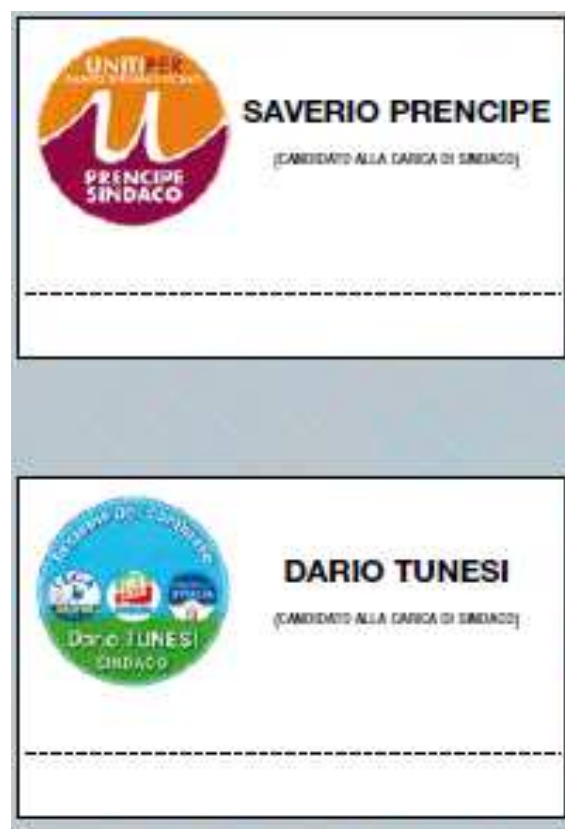 UNITI PER
PRENCIPE
SINDACO
SAVERIO PRENCIPE
(CANDIDATO ALLA CARICA DI SINDACO)
Dario TUNESI
SINDACO
DARIO TUNESI
(CANDIDATO ALLA CARICA DI SINDACO)